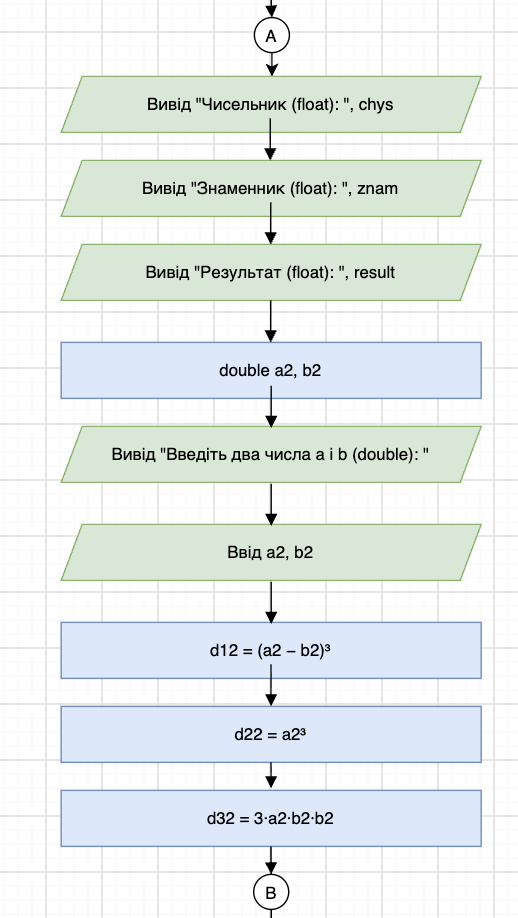 A
Вивід "Чисельник (float): ", chys
Вивід "Знаменник (float): ", znam
Вивід "Результат (float): ", result
double a2, b2
Вивід "Введіть два числа a і b (double): "
Ввід a2, b2
d12 = (a2 − b2)³
d22 = a2³
d32 = 3·a2·b2·b2
B